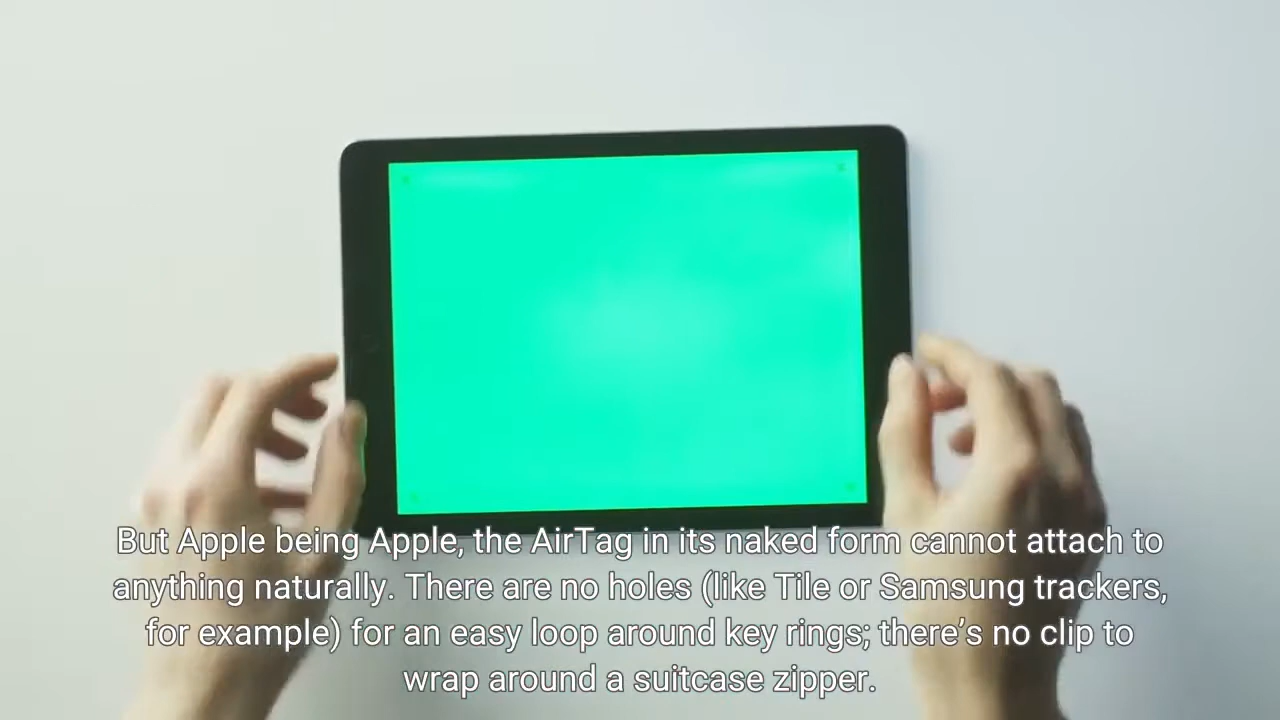 But Apple being Apple, the AirTag in its naked form cannot attach to
anything naturally. There are no holes (like Tile or Samsung trackers,
for example) for an easy loop around key rings; there’s no clip to
wrap around a suitcase zipper.